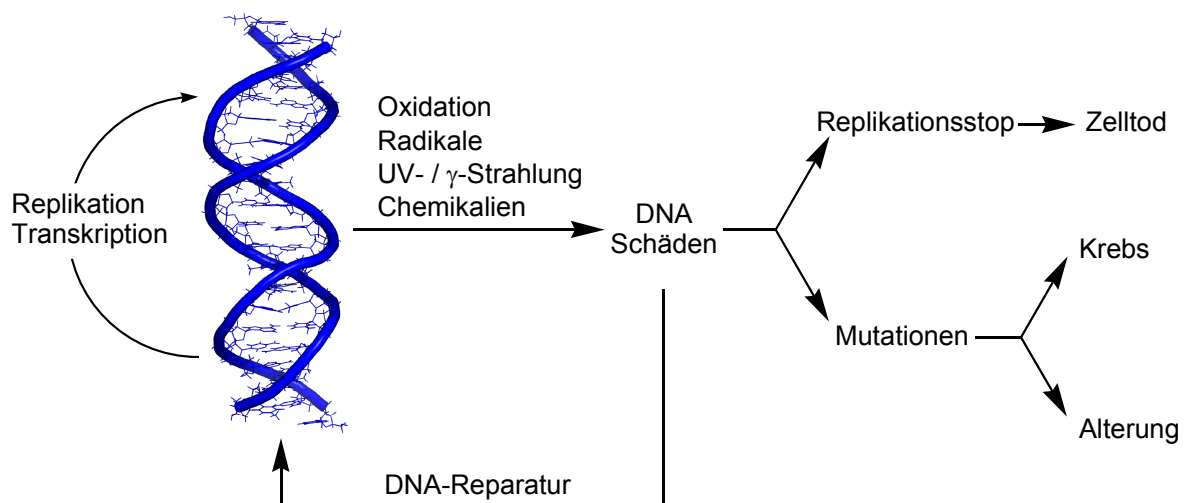 Replikation
Transkription
Oxidation
Radikale
UV- / γ-Strahlung
Chemikalien
DNA
Schäden
Replikationsstop
Zelltod
Mutationen
Krebs
Alterung
DNA-Reparatur